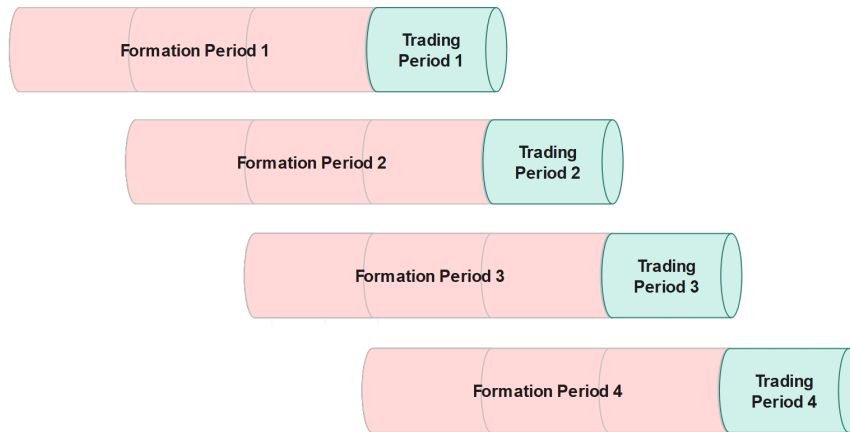 Formation Period 1
Trading
Period 1
Formation Period 2
Trading
Period 2
Formation Period 3
Trading
Period 3
Formation Period 4
Trading
Period 4